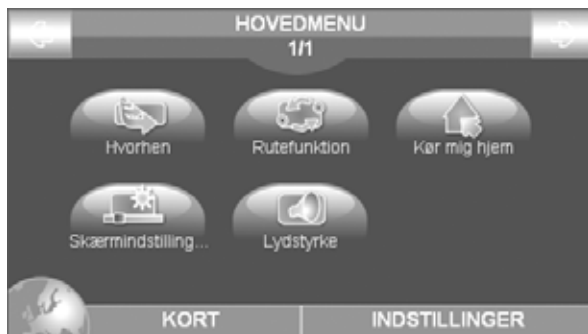 HOVEDMENU
1/1
Hvorhen
Rutefunktion
Kør mig hjem
Skærmindstilling...
Lydstyrke
KORT
INDSTILLINGER